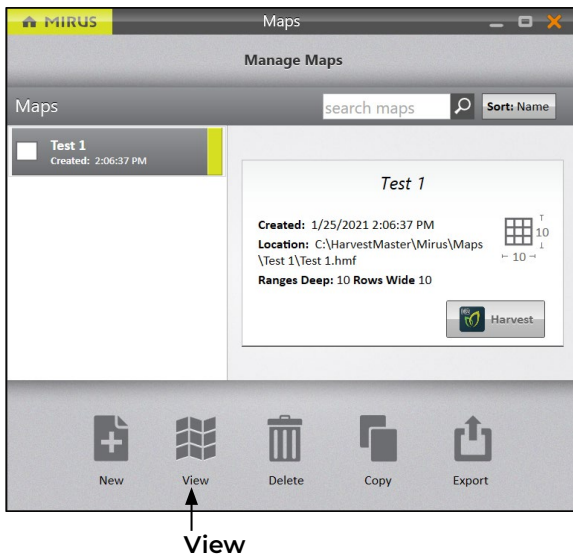 MIRUS
Maps
Manage Maps
Maps
search maps
Sort: Name
Test 1
Created: 2:06:37 PM
Test 1
Created: 1/25/2021 2:06:37 PM
Location: C:\HarvestMaster\Mirus\Maps
\Test 1\Test 1.hmf
Ranges Deep: 10 Rows Wide 10
10
10
Harvest
New
View
Delete
Copy
Export
View